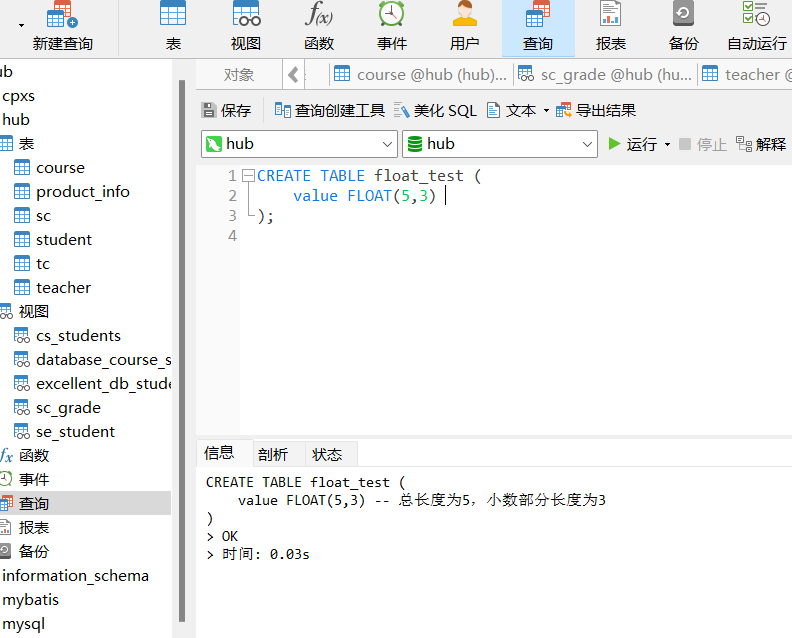 新建查询 表 视图 函数 事件 用户 查询 报表 备份 自动运行
对象 course @hub (hub)... sc_grade @hub (hu... teacher @
保存 查询创建工具 美化 SQL 文本 导出结果
hub hub 运行 停止 解释
cpxs
hub
表
course
product_info
sc
student
tc
teacher
视图
cs_students
database_course_s
excellent_db_stude
sc_grade
se_student
fx 函数
事件
查询
报表
备份
information_schema
mybatis
mysql
1 CREATE TABLE float_test (
2 value FLOAT(5,3)
3 );
4
信息 剖析 状态
CREATE TABLE float_test (
value FLOAT(5,3) -- 总长度为5，小数部分长度为3
)
> OK
> 时间: 0.03s